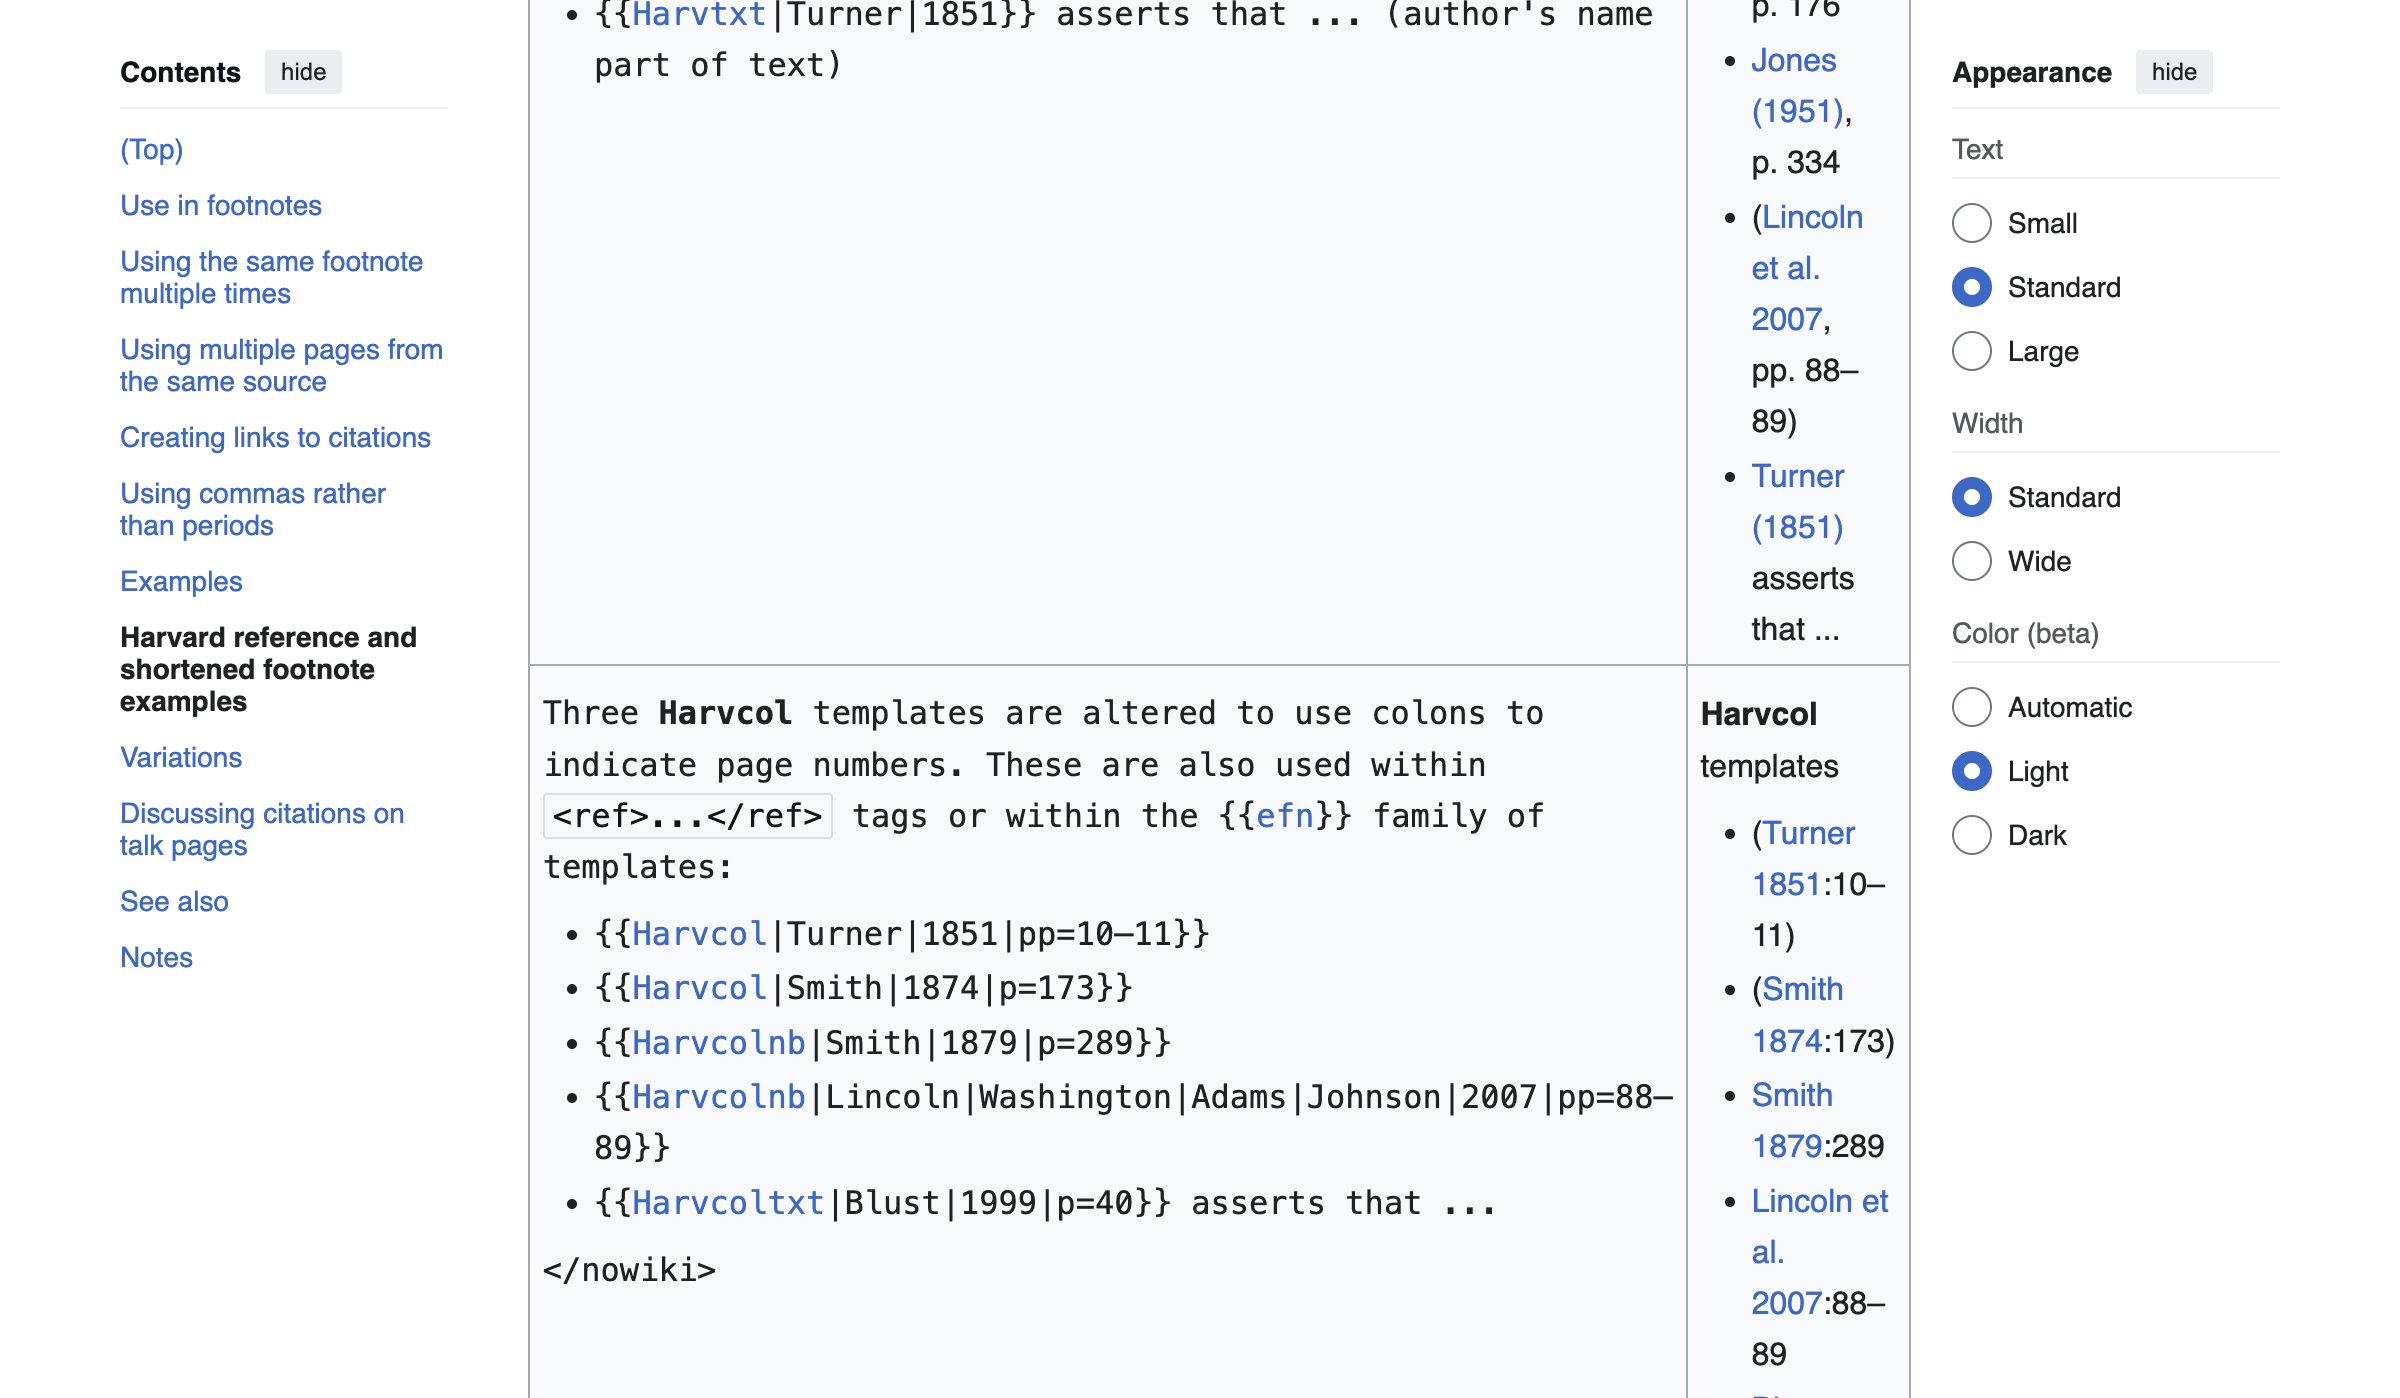 Contents hide
(Top)
Use in footnotes
Using the same footnote
multiple times
Using multiple pages from
the same source
Creating links to citations
Using commas rather
than periods
Examples
Harvard reference and
shortened footnote
examples
Variations
Discussing citations on
talk pages
See also
Notes
• {{Harvtxt|Turner|1851}} asserts that ... (author's name
part of text)
p. 176
• Jones
(1951),
p. 334
• (Lincoln
et al.
2007,
pp. 88–
89)
• Turner
(1851)
asserts
that ...
Three Harvcol templates are altered to use colons to
indicate page numbers. These are also used within
<ref>...</ref> tags or within the {{efn}} family of
templates:
• {{Harvcol|Turner|1851|pp=10–11}}
• {{Harvcol|Smith|1874|p=173}}
• {{Harvcolnb|Smith|1879|p=289}}
• {{Harvcolnb|Lincoln|Washington|Adams|Johnson|2007|pp=88–
89}}
• {{Harvcoltxt|Blust|1999|p=40}} asserts that ...
</nowiki>
Harvcol
templates
• (Turner
1851:10–
11)
• (Smith
1874:173)
• Smith
1879:289
• Lincoln et
al.
2007:88–
89
Appearance hide
Text
Small
Standard
Large
Width
Standard
Wide
Color (beta)
Automatic
Light
Dark